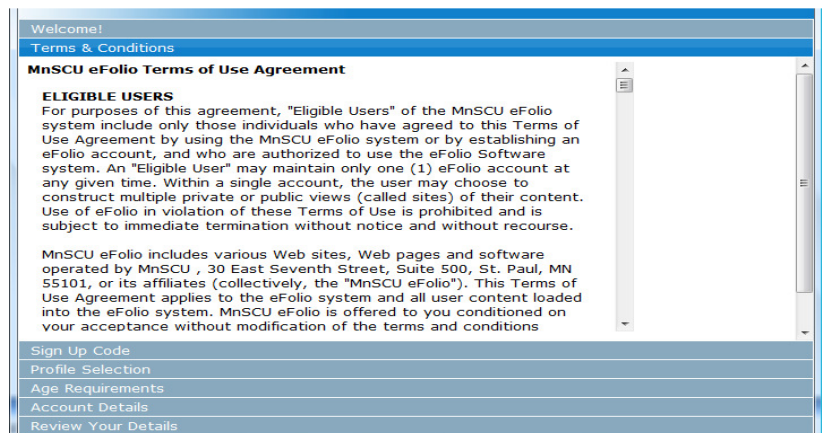 Welcome!
Terms & Conditions
MnSCU eFolio Terms of Use Agreement
ELIGIBLE USERS
For purposes of this agreement, "Eligible Users" of the MnSCU eFolio
system include only those individuals who have agreed to this Terms of
Use Agreement by using the MnSCU eFolio system or by establishing an
eFolio account, and who are authorized to use the eFolio Software
system. An "Eligible User" may maintain only one (1) eFolio account at
any given time. Within a single account, the user may choose to
construct multiple private or public views (called sites) of their content.
Use of eFolio in violation of these Terms of Use is prohibited and is
subject to immediate termination without notice and without recourse.
MnSCU eFolio includes various Web sites, Web pages and software
operated by MnSCU , 30 East Seventh Street, Suite 500, St. Paul, MN
55101, or its affiliates (collectively, the "MnSCU eFolio"). This Terms of
Use Agreement applies to the eFolio system and all user content loaded
into the eFolio system. MnSCU eFolio is offered to you conditioned on
your acceptance without modification of the terms and conditions
Sign Up Code
Profile Selection
Age Requirements
Account Details
Review Your Details